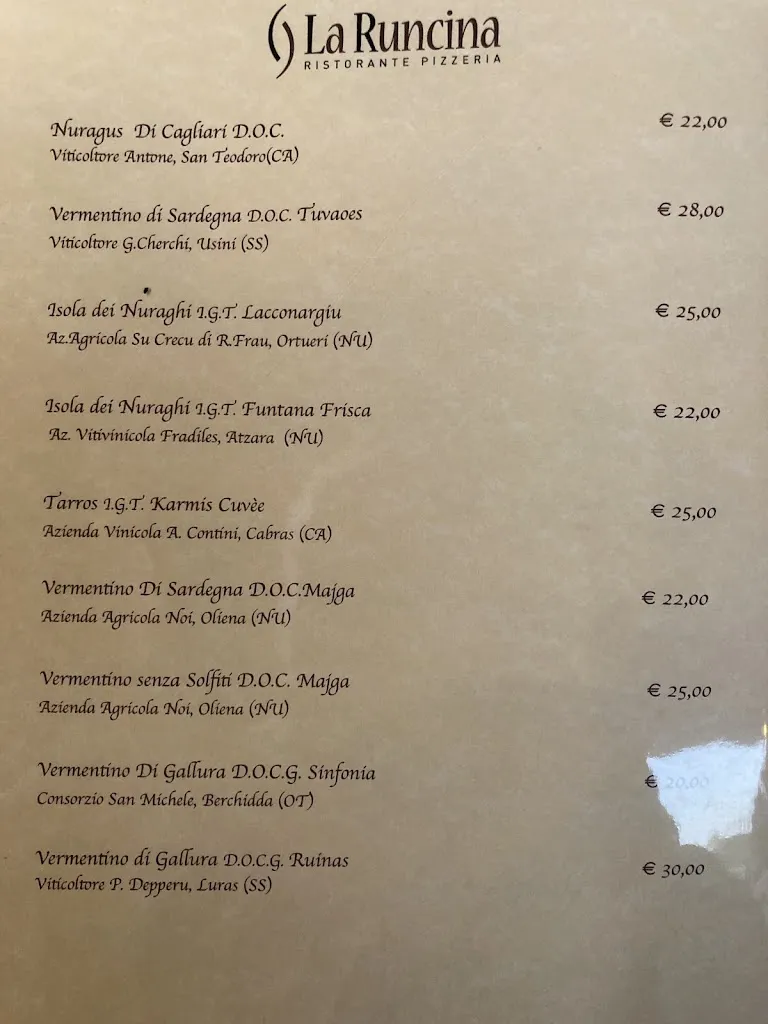 La Runcina
RISTORANTE PIZZERIA
Nuragus Di Cagliari D.O.C. € 22,00
Viticoltore Antone, San Teodoro(CA)
Vermentino di Sardegna D.O.C. Tuvaoes € 28,00
Viticoltore G.Cherchi, Usini (SS)
Isola dei Nuraghi I.G.T. Lacconargiu € 25,00
Az.Agricola Su Crecu di R.Frau, Ortueri (NU)
Isola dei Nuraghi I.G.T. Funtana Frisca € 22,00
Az. Vitivinicola Fradiles, Atzara (NU)
Tarros I.G.T. Karmis Cuvèe € 25,00
Azienda Vinicola A. Contini, Cabras (CA)
Vermentino Di Sardegna D.O.C.Majga € 22,00
Azienda Agricola Noi, Oliena (NU)
Vermentino senza Solfiti D.O.C. Majga € 25,00
Azienda Agricola Noi, Oliena (NU)
Vermentino Di Gallura D.O.C.G. Sinfonia € 20,00
Consorzio San Michele, Berchidda (OT)
Vermentino di Gallura D.O.C.G. Ruinas € 30,00
Viticoltore P. Depperu, Luras (SS)